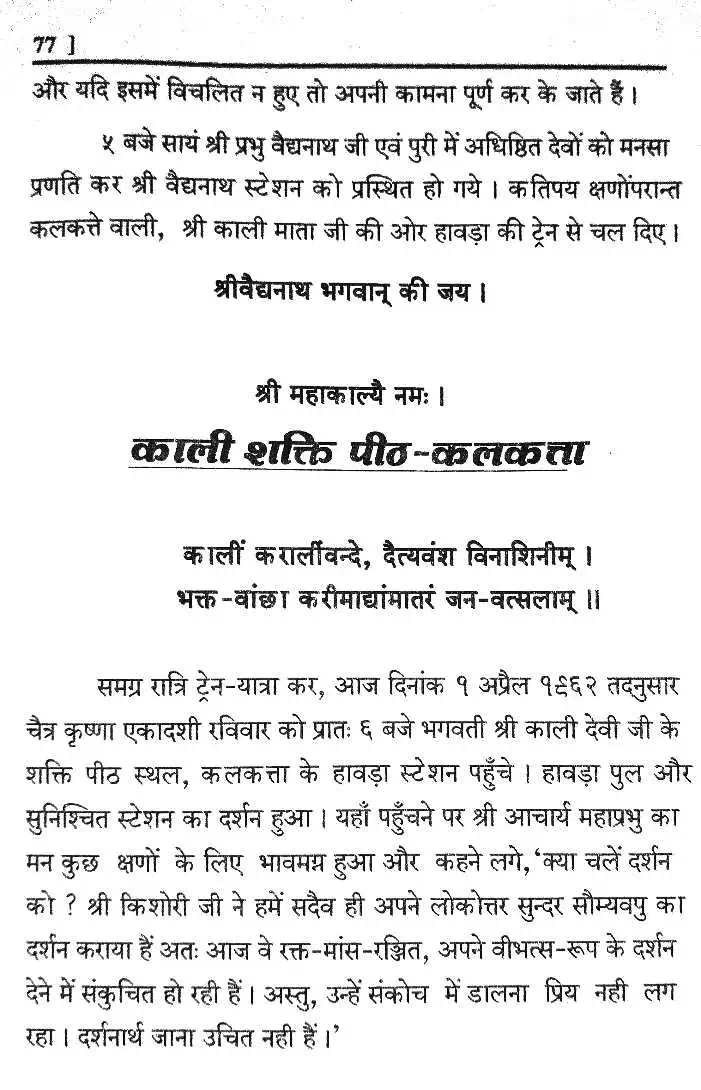 77 ]
और यदि इसमें विचलित न हुए तो अपनी कामना पूर्ण कर के जाते हैं।
५ बजे सायं श्री प्रभु वैद्यनाथ जी एवं पुरी में अधिष्ठित देवों को मनसा
प्रणति कर श्री वैद्यनाथ स्टेशन को प्रस्थित हो गये । कतिपय क्षणोंपरान्त
कलकत्ते वाली, श्री काली माता जी की ओर हावड़ा की ट्रेन से चल दिए।
श्रीवैद्यनाथ भगवान् की जय ।
श्री महाकाल्यै नमः ।
काली शक्ति पीठ-कलकत्ता
कालीं करालींवन्दे, दैत्यवंश विनाशिनीम् ।
भक्त-वांछा करीमाद्यांमातरं जन-वत्सलाम् ॥
समग्र रात्रि ट्रेन-यात्रा कर, आज दिनांक १ अप्रैल १९६२ तद्नुसार
चैत्र कृष्णा एकादशी रविवार को प्रातः ६ बजे भगवती श्री काली देवी जी के
शक्ति पीठ स्थल, कलकत्ता के हावड़ा स्टेशन पहुँचे । हावड़ा पुल और
सुनिश्चित स्टेशन का दर्शन हुआ । यहाँ पहुँचने पर श्री आचार्य महाप्रभु का
मन कुछ क्षणों के लिए भावमग्न हुआ और कहने लगे, 'क्या चलें दर्शन
को ? श्री किशोरी जी ने हमें सदैव ही अपने लोकोत्तर सुन्दर सौम्यवपु का
दर्शन कराया हैं अतः आज वे रक्त-मांस-रञ्जित, अपने वीभत्स-रूप के दर्शन
देने में संकुचित हो रही हैं । अस्तु, उन्हें संकोच में डालना प्रिय नही लग
रहा । दर्शनार्थ जाना उचित नही हैं ।'